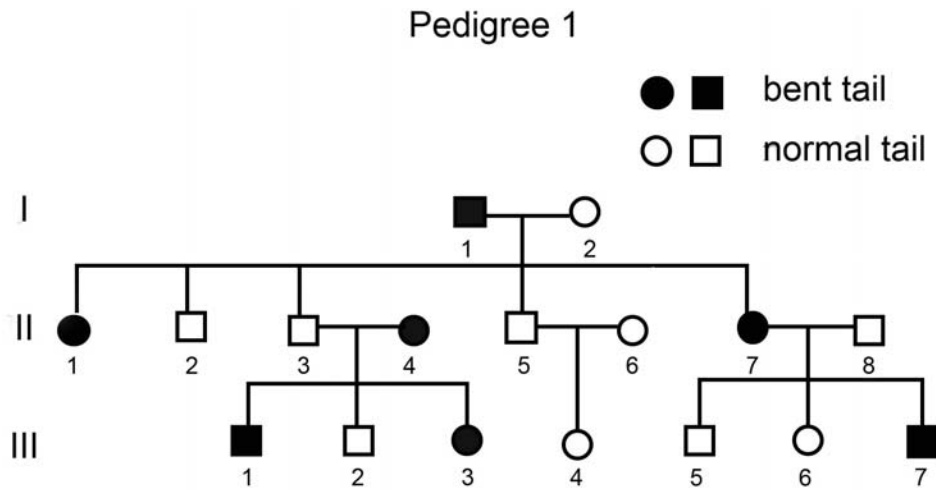 Pedigree 1
bent tail
normal tail
I
1 2
II
1 2 3 4 5 6 7 8
III
1 2 3 4 5 6 7